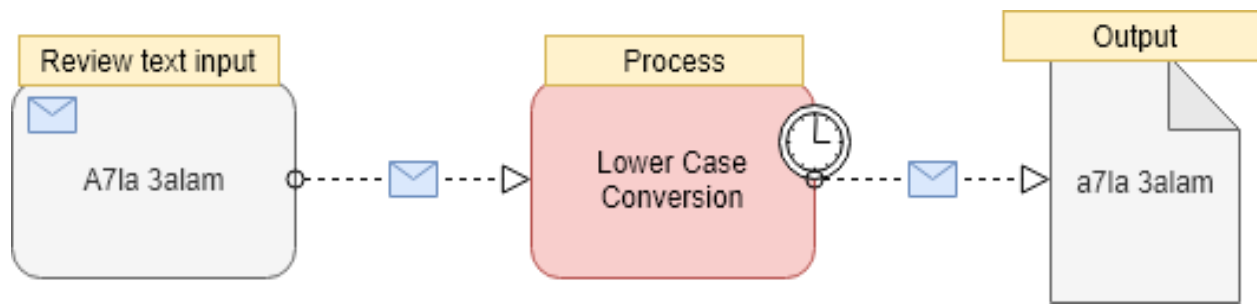 Review text input
A7la 3alam
Process
Lower Case
Conversion
Output
a7la 3alam